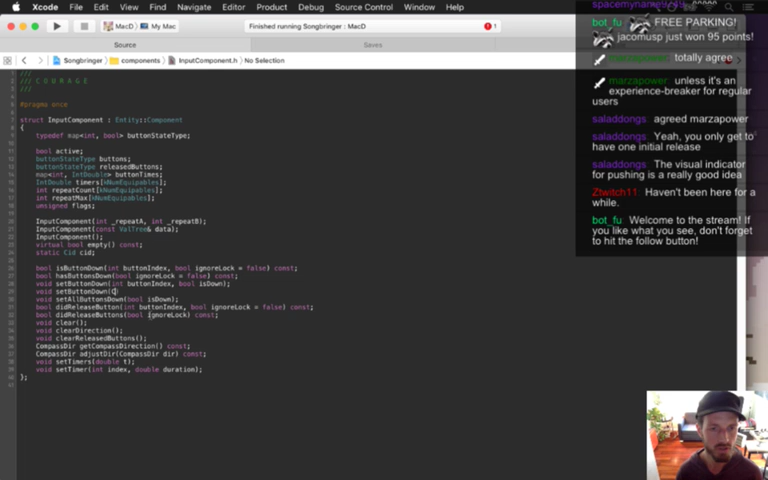 Xcode File Edit View Find Navigate Editor Product Debug Source Control Window Help
MacD My Mac Finished running Songbringer : MacD 1
Source Saves
Songbringer components InputComponent.h No Selection
///
/// C O U R A G E
///
#pragma once
struct InputComponent : Entity::Component
{
typedef map<int, bool> buttonStateType;
bool active;
buttonStateType buttons;
buttonStateType releasedButtons;
map<int, IntDouble> buttonTimes;
IntDouble timers[kNumEquipables];
int repeatCount[kNumEquipables];
int repeatMax[kNumEquipables];
unsigned flags;
InputComponent(int _repeatA, int _repeatB);
InputComponent(const ValTree& data);
InputComponent();
virtual bool empty() const;
static Cid cid;
bool isButtonDown(int buttonIndex, bool ignoreLock = false) const;
bool hasButtonsDown(bool ignoreLock = false) const;
void setButtonDown(int buttonIndex, bool isDown);
void setButtonDown(C)
void setAllButtonsDown(bool isDown);
bool didReleaseButton(int buttonIndex, bool ignoreLock = false) const;
bool didReleaseButtons(bool ignoreLock) const;
void clear();
void clearDirection();
void clearReleasedButtons();
CompassDir getCompassDirection() const;
CompassDir adjustDir(CompassDir dir) const;
void setTimers(double t);
void setTimer(int index, double duration);
};
bot_fu: FREE PARKING!
jacomusp just won 95 points!
marzapower: totally agree
marzapower: unless it's an
experience-breaker for regular
users
saladdongs: agreed marzapower
saladdongs: Yeah, you only get to
have one initial release
saladdongs: The visual indicator
for pushing is a really good idea
Ztwitch11: Haven't been here for a
while.
bot_fu: Welcome to the stream! If
you like what you see, don't forget
to hit the follow button!